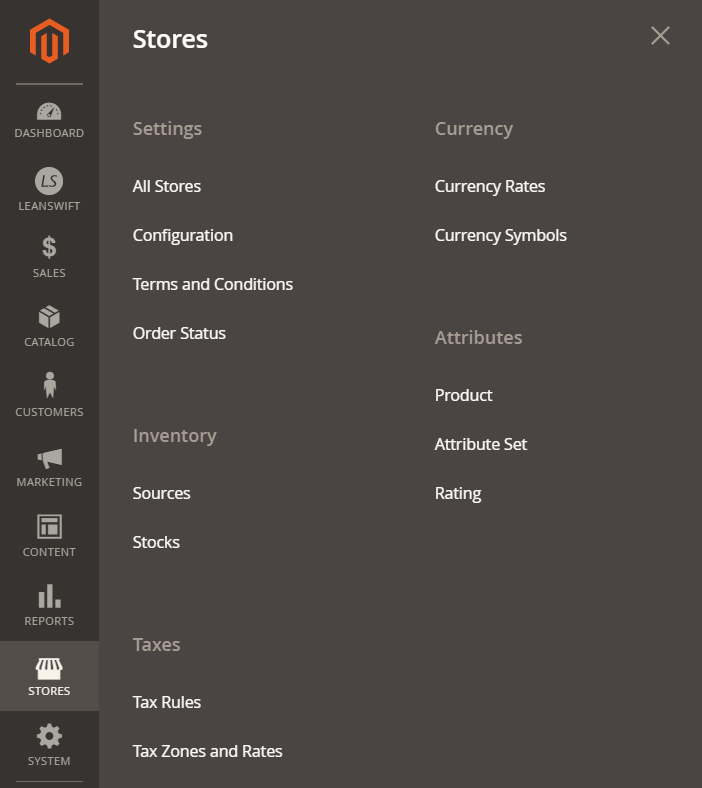 DASHBOARD
LS
LEANSWIFT
$
SALES
CATALOG
CUSTOMERS
MARKETING
CONTENT
REPORTS
STORES
SYSTEM
Stores
Settings
All Stores
Configuration
Terms and Conditions
Order Status
Inventory
Sources
Stocks
Taxes
Tax Rules
Tax Zones and Rates
Currency
Currency Rates
Currency Symbols
Attributes
Product
Attribute Set
Rating